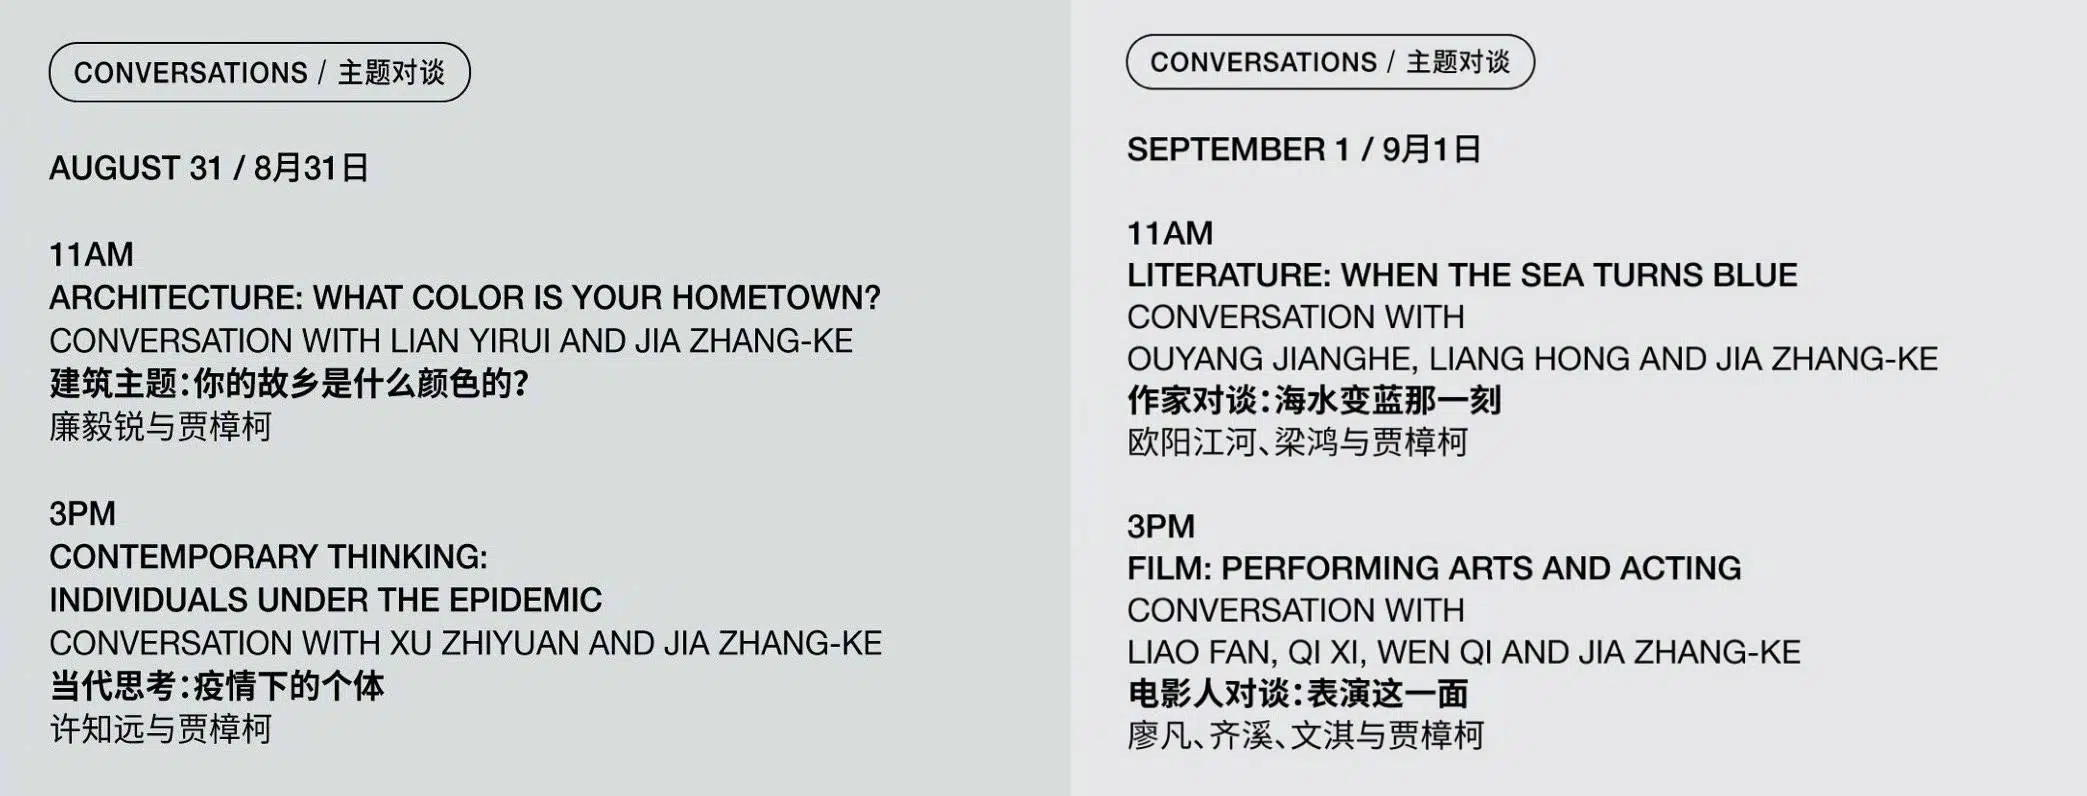 CONVERSATIONS / 主题对谈
AUGUST 31 / 8月31日
11AM
ARCHITECTURE: WHAT COLOR IS YOUR HOMETOWN?
CONVERSATION WITH LIAN YIRUI AND JIA ZHANG-KE
建筑主题：你的故乡是什么颜色的？
廉毅锐与贾樟柯
3PM
CONTEMPORARY THINKING:
INDIVIDUALS UNDER THE EPIDEMIC
CONVERSATION WITH XU ZHIYUAN AND JIA ZHANG-KE
当代思考：疫情下的个体
许知远与贾樟柯
CONVERSATIONS / 主题对谈
SEPTEMBER 1 / 9月1日
11AM
LITERATURE: WHEN THE SEA TURNS BLUE
CONVERSATION WITH
OUYANG JIANGHE, LIANG HONG AND JIA ZHANG-KE
作家对谈：海水变蓝那一刻
欧阳江河、梁鸿与贾樟柯
3PM
FILM: PERFORMING ARTS AND ACTING
CONVERSATION WITH
LIAO FAN, QI XI, WEN QI AND JIA ZHANG-KE
电影人对谈：表演这一面
廖凡、齐溪、文淇与贾樟柯